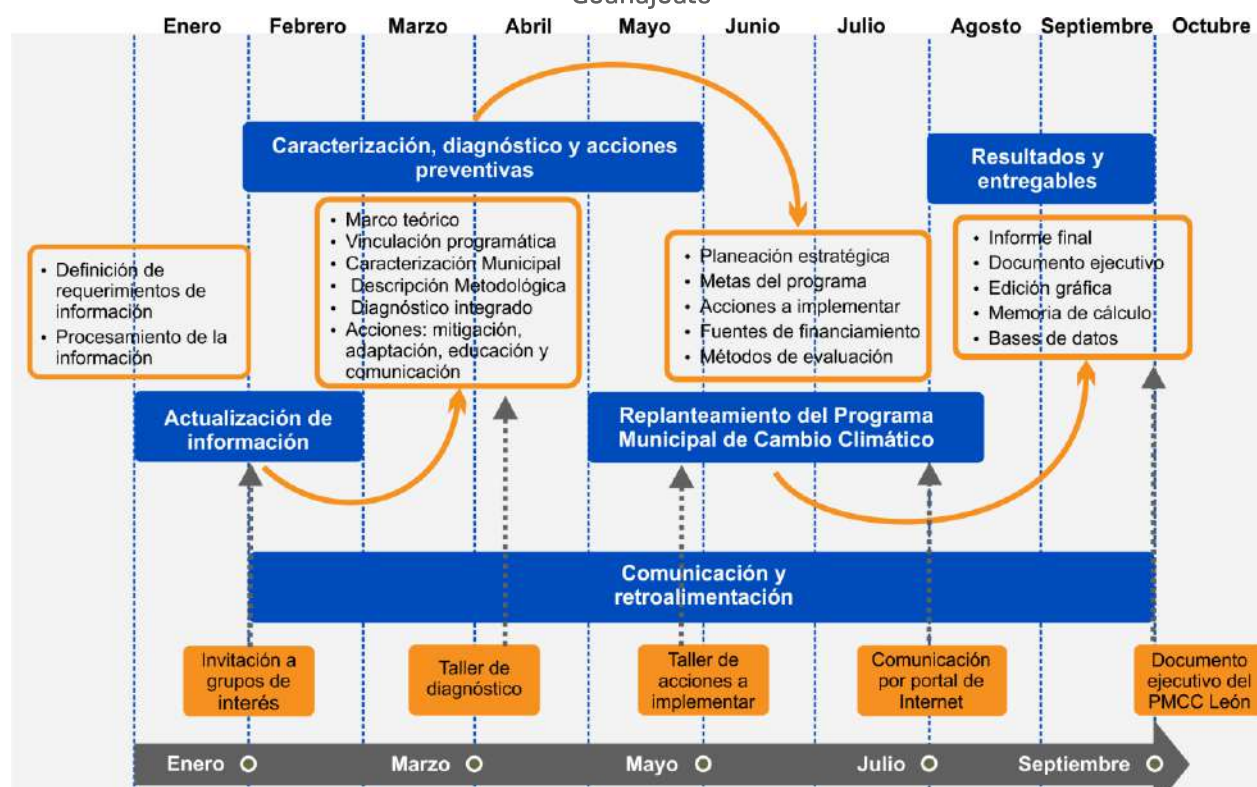 Enero Febrero Marzo Abril Mayo Junio Julio Agosto Septiembre Octubre
Caracterización, diagnóstico y acciones
preventivas
Resultados y
entregables
• Definición de
requerimientos de
información
• Procesamiento de la
información
• Marco teórico
• Vinculación programática
• Caracterización Municipal
• Descripción Metodológica
• Diagnóstico integrado
• Acciones: mitigación,
adaptación, educación y
comunicación
• Planeación estratégica
• Metas del programa
• Acciones a implementar
• Fuentes de financiamiento
• Métodos de evaluación
• Informe final
• Documento ejecutivo
• Edición gráfica
• Memoria de cálculo
• Bases de datos
Actualización de
información
Replanteamiento del Programa
Municipal de Cambio Climático
Comunicación y
retroalimentación
Invitación a
grupos de
interés
Taller de
diagnóstico
Taller de
acciones a
implementar
Comunicación
por portal de
Internet
Documento
ejecutivo del
PMCC León
Enero Marzo Mayo Julio Septiembre